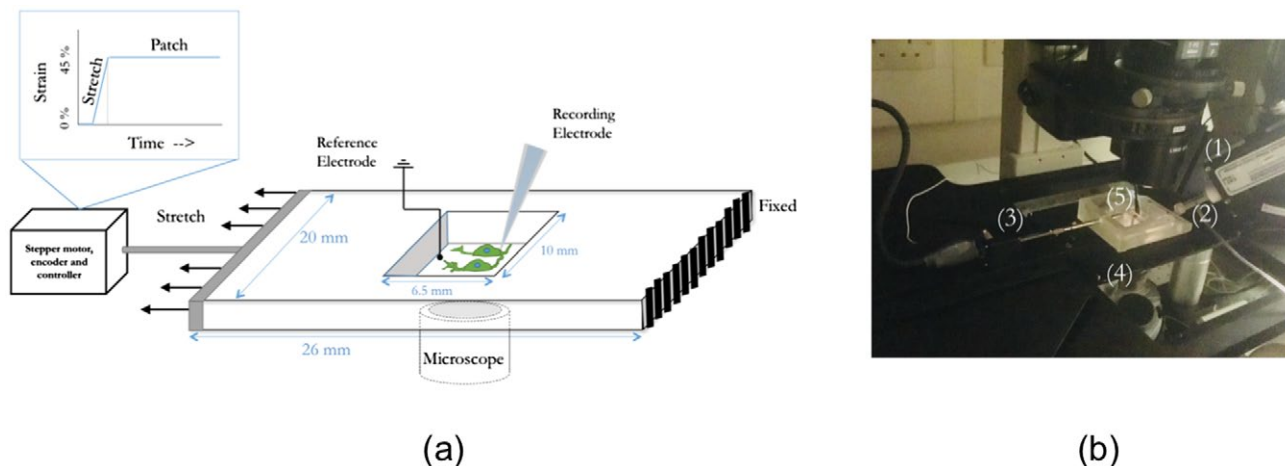 45 %
0 %
Strain
Stretch
Patch
Time -->
Stepper motor,
encoder and
controller
Stretch
Reference
Electrode
Recording
Electrode
Fixed
20 mm
10 mm
6.5 mm
26 mm
Microscope
(a)
(1)
(2)
(3)
(4)
(5)
(b)